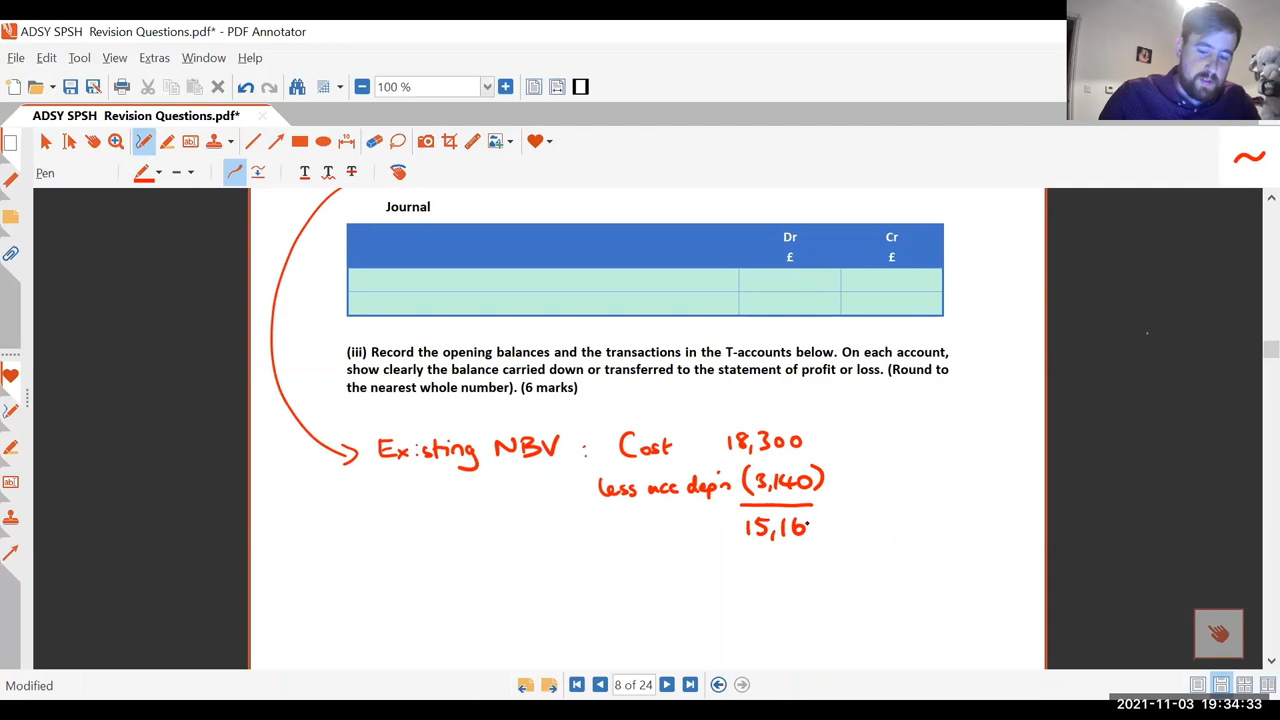 ADSY SPSH Revision Questions.pdf* - PDF Annotator
File Edit Tool View Extras Window Help
100 %
ADSY SPSH Revision Questions.pdf*
Pen
Journal
Dr Cr
£ £
(iii) Record the opening balances and the transactions in the T-accounts below. On each account,
show clearly the balance carried down or transferred to the statement of profit or loss. (Round to
the nearest whole number). (6 marks)
Existing NBV : Cost 18,300
less acc dep'n (3,140)
15,16
8 of 24
Modified
2021-11-03 19:34:33